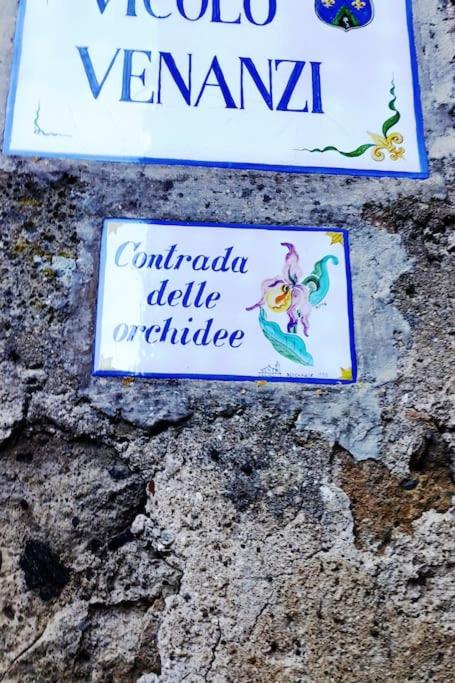 VICOLO
VENANZI
Contrada
delle
orchidee